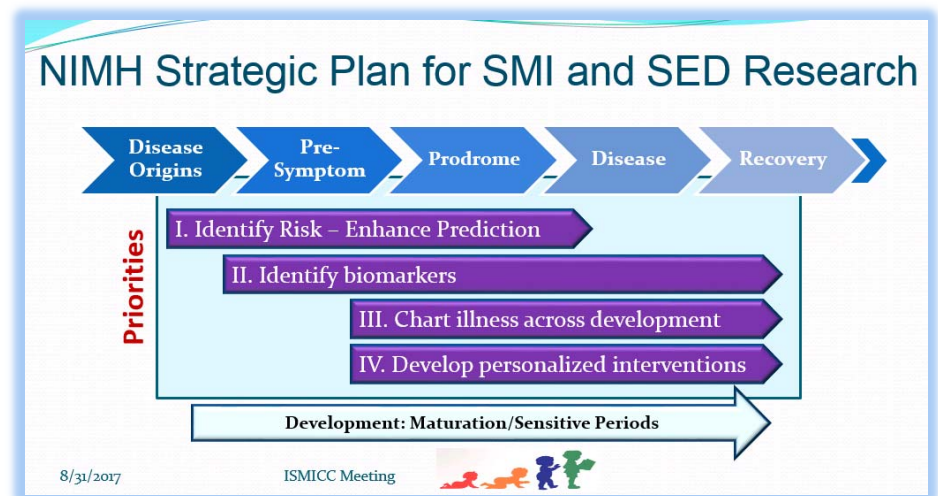 NIMH Strategic Plan for SMI and SED Research
Disease
Origins
Pre-
Symptom
Prodrome
Disease
Recovery
Priorities
I. Identify Risk – Enhance Prediction
II. Identify biomarkers
III. Chart illness across development
IV. Develop personalized interventions
Development: Maturation/Sensitive Periods
8/31/2017
ISMICC Meeting